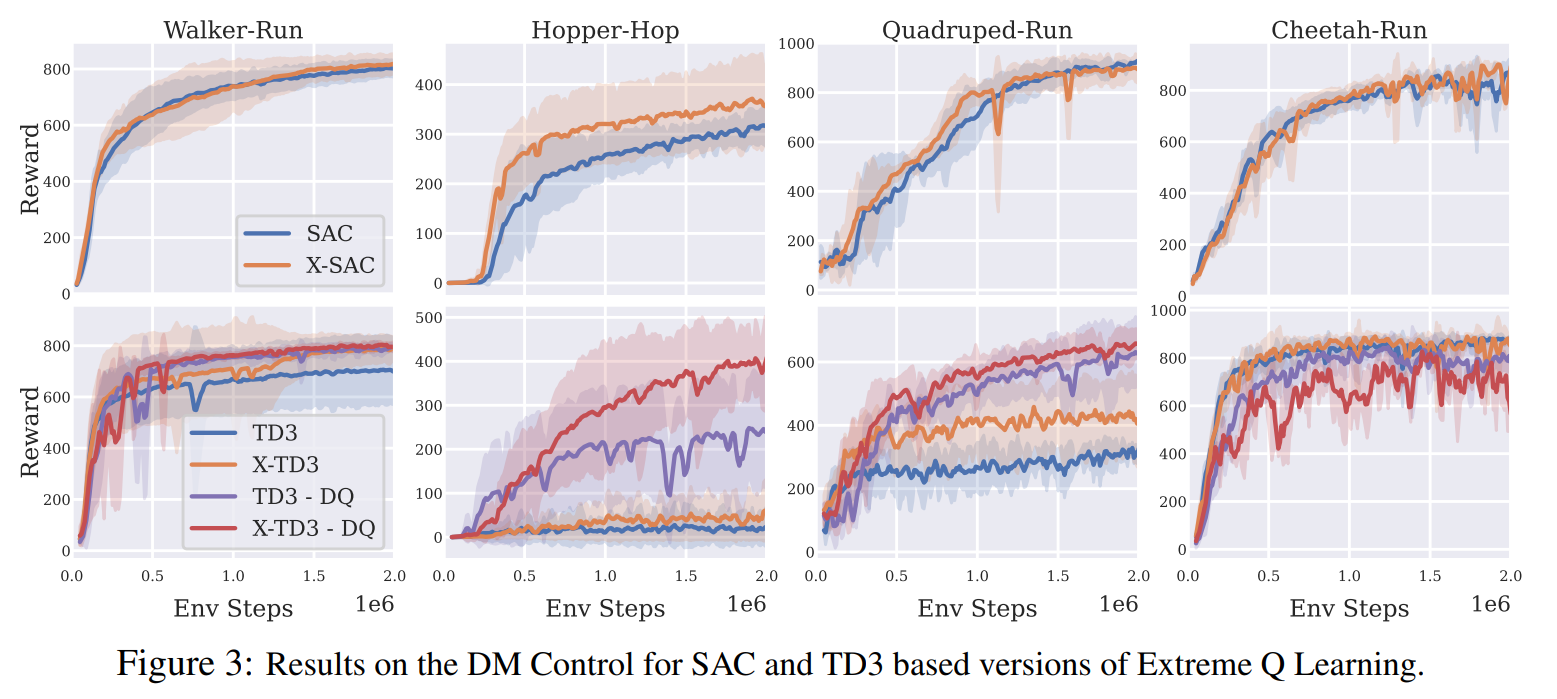 Walker-Run
Hopper-Hop
Quadruped-Run
Cheetah-Run
Reward
800
600
400
200
0
SAC
X-SAC
400
300
200
100
0
1000
800
600
400
200
0
800
600
400
200
0
Reward
800
600
400
200
0
TD3
X-TD3
TD3 - DQ
X-TD3 - DQ
500
400
300
200
100
0
600
400
200
0
1000
800
600
400
200
0
0.0 0.5 1.0 1.5 2.0
Env Steps 1e6
0.0 0.5 1.0 1.5 2.0
Env Steps 1e6
0.0 0.5 1.0 1.5 2.0
Env Steps 1e6
0.0 0.5 1.0 1.5 2.0
Env Steps 1e6
Figure 3: Results on the DM Control for SAC and TD3 based versions of Extreme Q Learning.